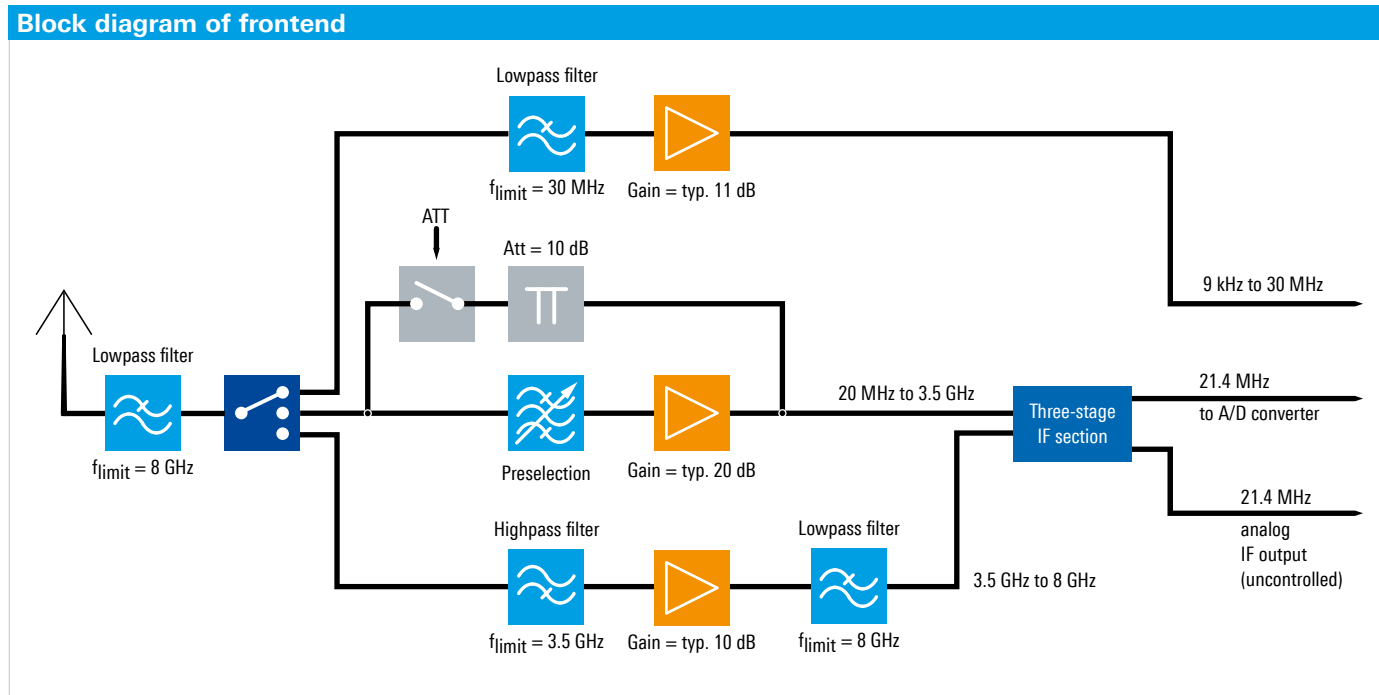 Block diagram of frontend
Lowpass filter
flimit = 30 MHz
Gain = typ. 11 dB
ATT
Att = 10 dB
9 kHz to 30 MHz
Lowpass filter
flimit = 8 GHz
Preselection
Gain = typ. 20 dB
20 MHz to 3.5 GHz
Three-stage
IF section
21.4 MHz
to A/D converter
21.4 MHz
analog
IF output
(uncontrolled)
Highpass filter
flimit = 3.5 GHz
Gain = typ. 10 dB
Lowpass filter
flimit = 8 GHz
3.5 GHz to 8 GHz